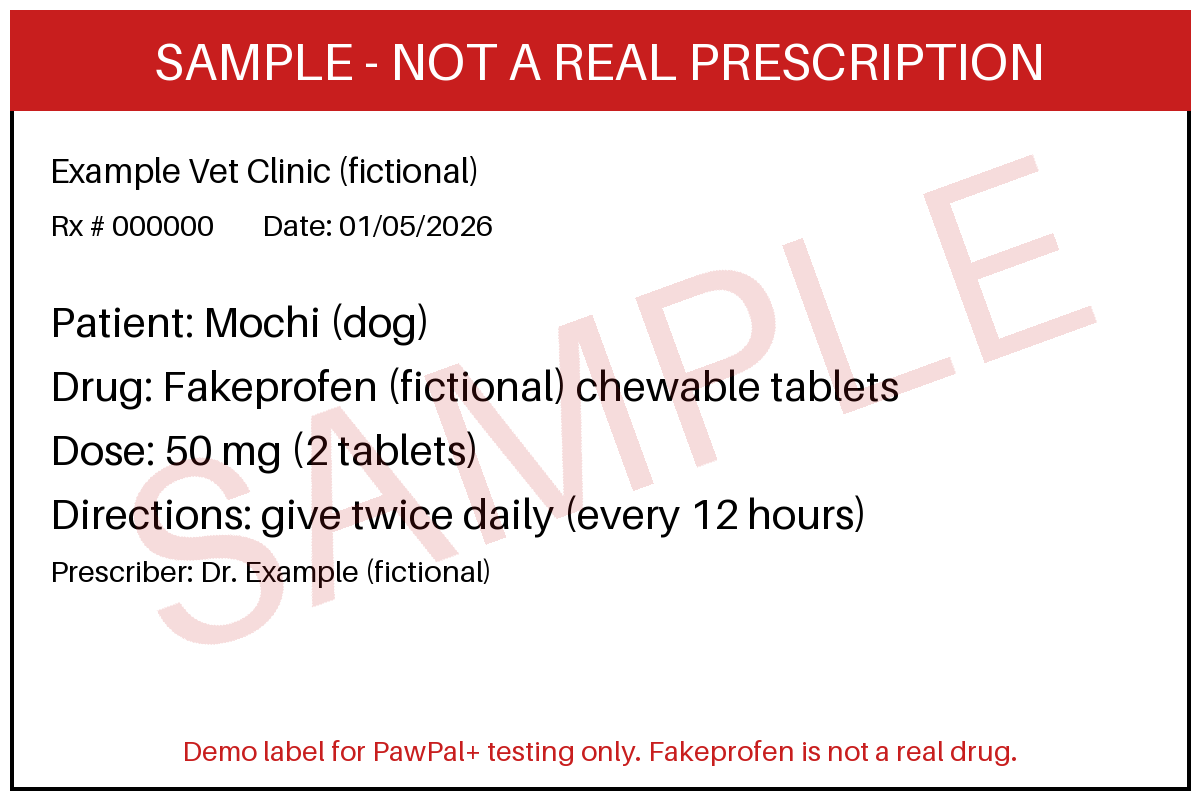 SAMPLE - NOT A REAL PRESCRIPTION
Example Vet Clinic (fictional)
Rx # 000000 Date: 01/05/2026
Patient: Mochi (dog)
Drug: Fakeprofen (fictional) chewable tablets
Dose: 50 mg (2 tablets)
Directions: give twice daily (every 12 hours)
Prescriber: Dr. Example (fictional)
SAMPLE
Demo label for PawPal+ testing only. Fakeprofen is not a real drug.